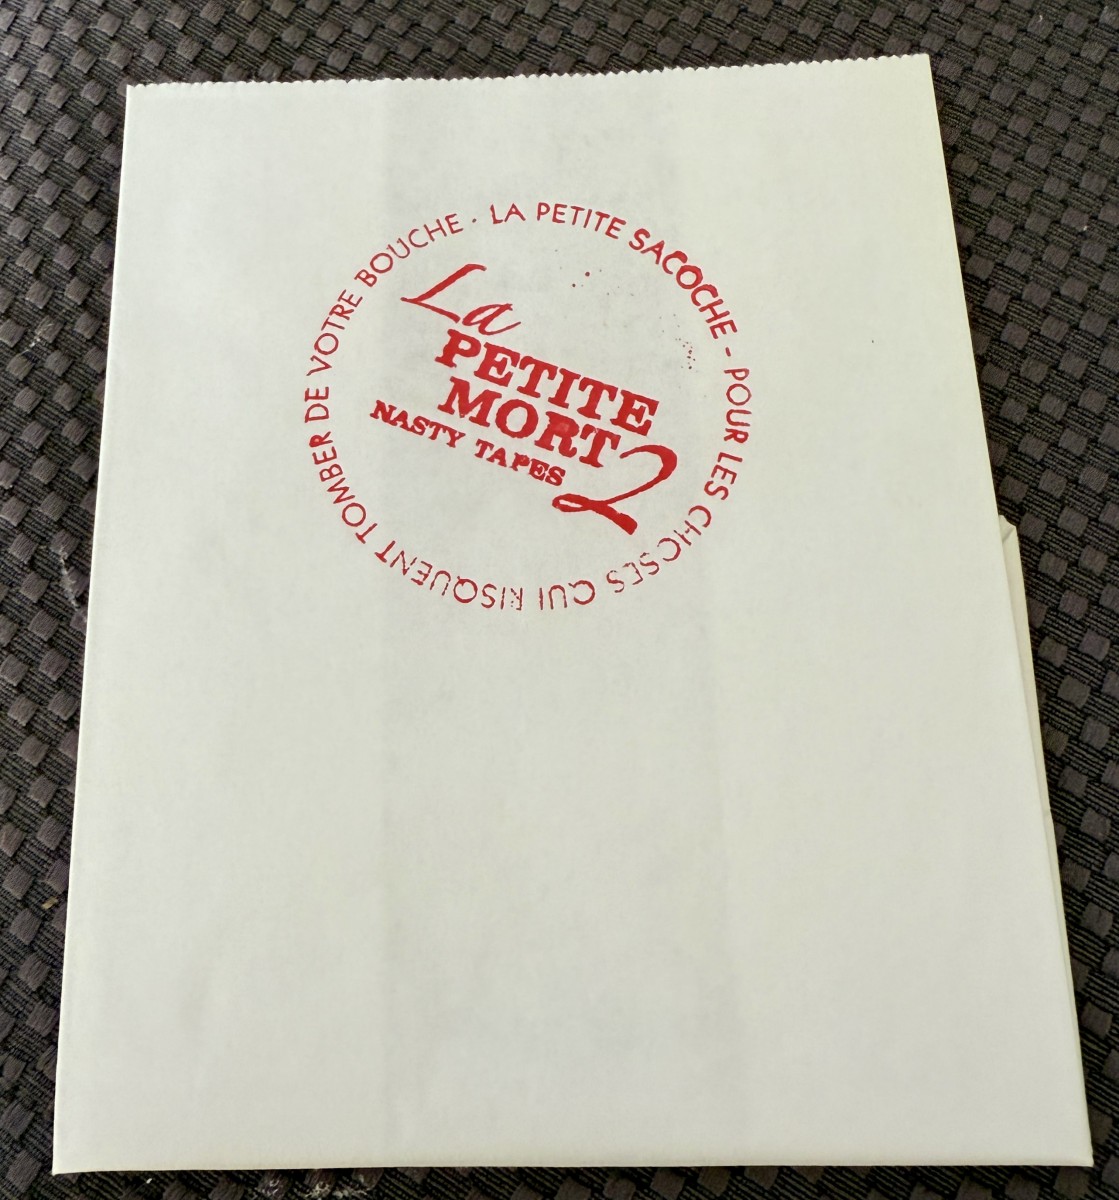 LA PETITE SACOCHE - POUR LES CHOSES QUI RISQUENT TOMBER DE VOTRE BOUCHE ·
La
PETITE
MORT 2
NASTY TAPES